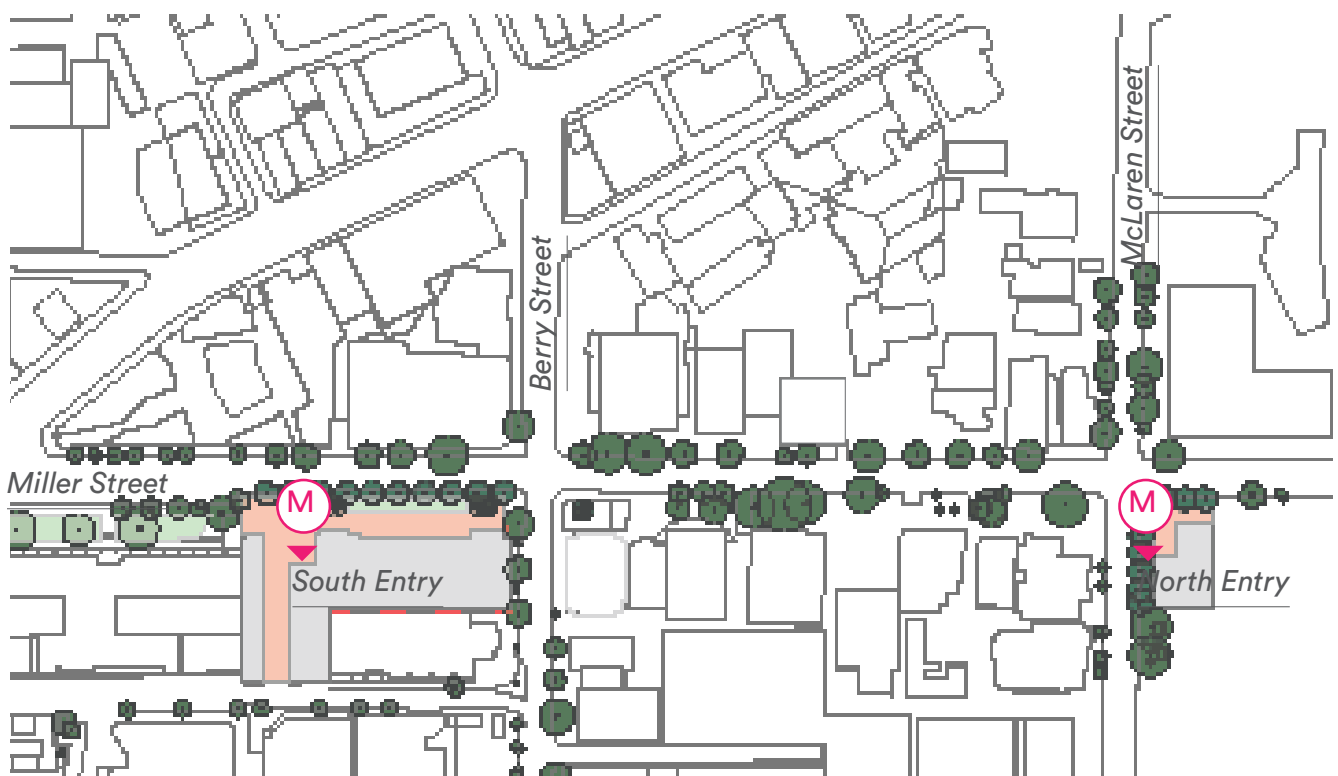 McLaren Street
Berry Street
Miller Street
M
M
South Entry
North Entry